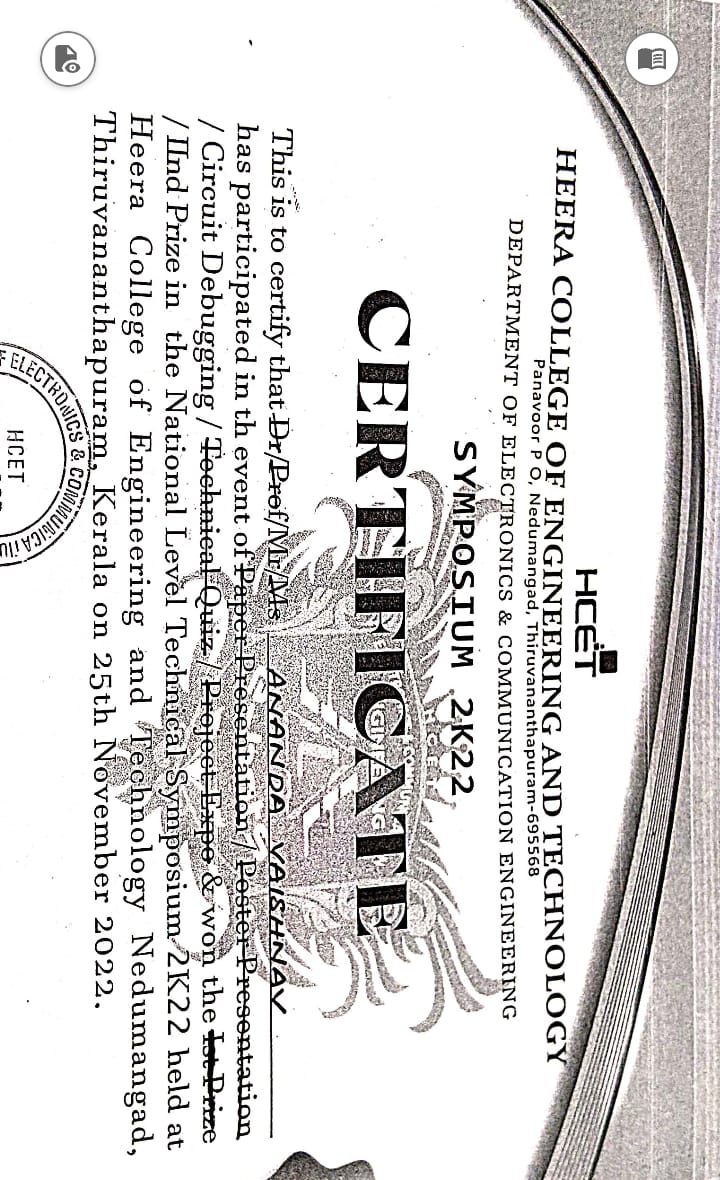 HCET
HEERA COLLEGE OF ENGINEERING AND TECHNOLOGY
Panavoor P O, Nedumangad, Thiruvananthapuram-695568
DEPARTMENT OF ELECTRONICS & COMMUNICATION ENGINEERING
SYMPOSIUM 2K22
HCET
CERTIFICATE
This is to certify that Dr/Prof/Mr/Ms ANANDA VAISHNAV
has participated in th event of Paper Presentation / Poster Presentation
/ Circuit Debugging / Technical Quiz / Project Expo & won the Ist Prize
/ IInd Prize in the National Level Technical Symposium 2K22 held at
Heera College of Engineering and Technology Nedumangad,
Thiruvananthapuram, Kerala on 25th November 2022.
ELECTRONICS & COMMUNICA
HCET